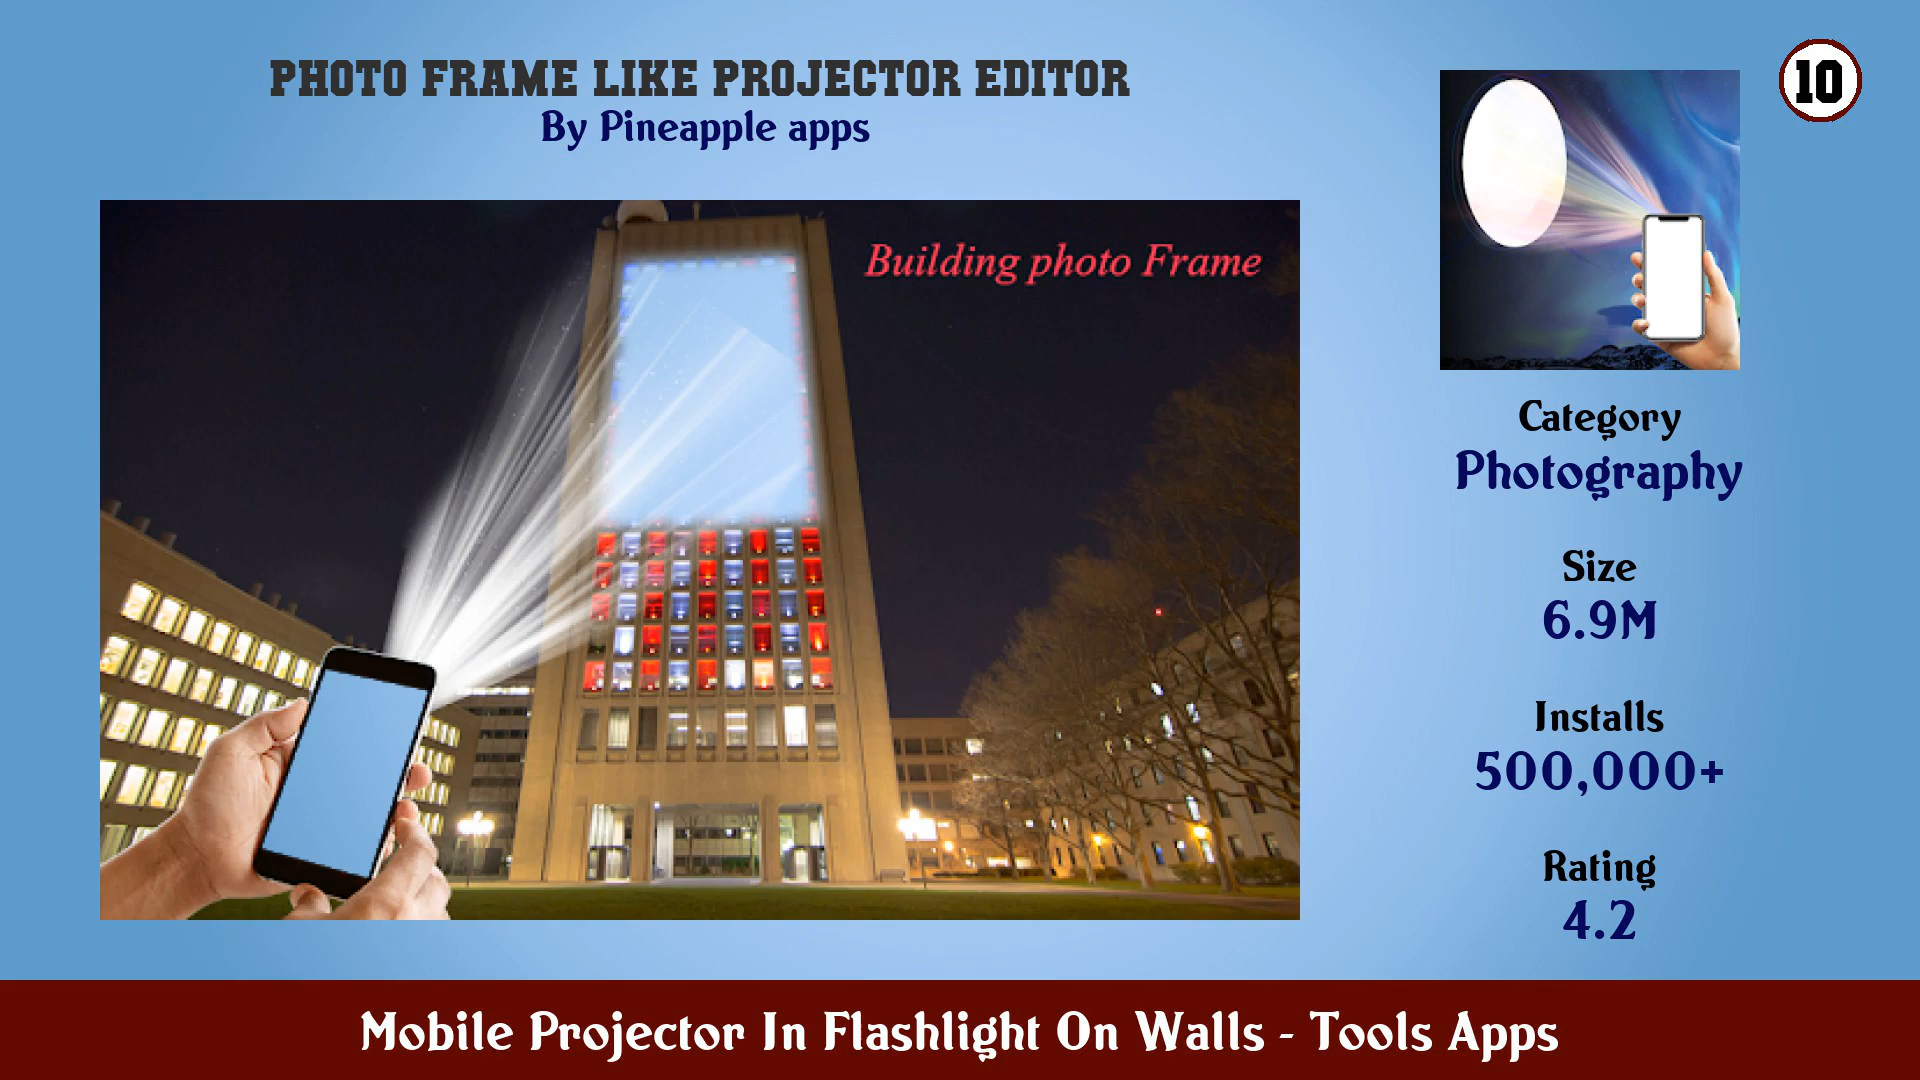 PHOTO FRAME LIKE PROJECTOR EDITOR
By Pineapple apps
10
Building photo Frame
Category
Photography
Size
6.9M
Installs
500,000+
Rating
4.2
Mobile Projector In Flashlight On Walls - Tools Apps